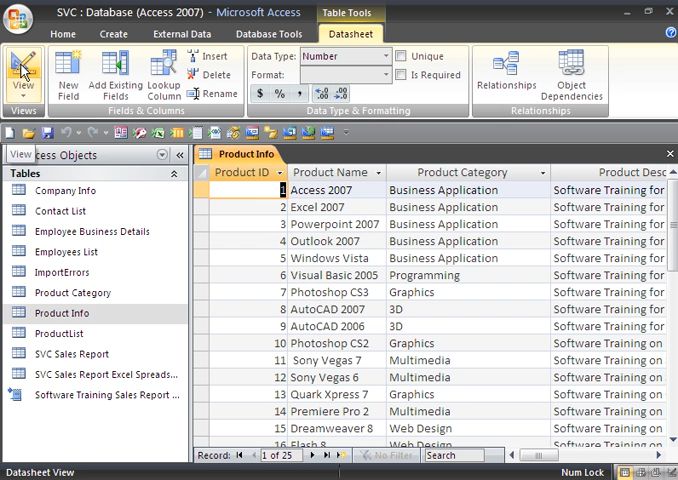 SVC : Database (Access 2007) - Microsoft Access
Table Tools
Home Create External Data Database Tools Datasheet
View
Views
New Field
Add Existing Fields
Lookup Column
Insert
Delete
Rename
Fields & Columns
Data Type: Number
Format:
$ % ,
Unique
Is Required
Data Type & Formatting
Relationships
Object Dependencies
Relationships
View
cess Objects
Tables
Company Info
Contact List
Employee Business Details
Employees List
ImportErrors
Product Category
Product Info
ProductList
SVC Sales Report
SVC Sales Report Excel Spreads...
Software Training Sales Report ...
Product Info
Product ID Product Name Product Category Product Desc
1 Access 2007 Business Application Software Training for
2 Excel 2007 Business Application Software Training for
3 Powerpoint 2007 Business Application Software Training for
4 Outlook 2007 Business Application Software Training for
5 Windows Vista Business Application Software Training for
6 Visual Basic 2005 Programming Software Training for
7 Photoshop CS3 Graphics Software Training for
8 AutoCAD 2007 3D Software Training for
9 AutoCAD 2006 3D Software Training for
10 Photoshop CS2 Graphics Software Training on
11 Sony Vegas 7 Multimedia Software Training on
12 Sony Vegas 6 Multimedia Software Training on
13 Quark Xpress 7 Graphics Software Training on
14 Premiere Pro 2 Multimedia Software Training on
15 Dreamweaver 8 Web Design Software Training on
16 Flash 8 Web Design Software Training on
Record: 1 of 25 No Filter Search
Datasheet View
Num Lock